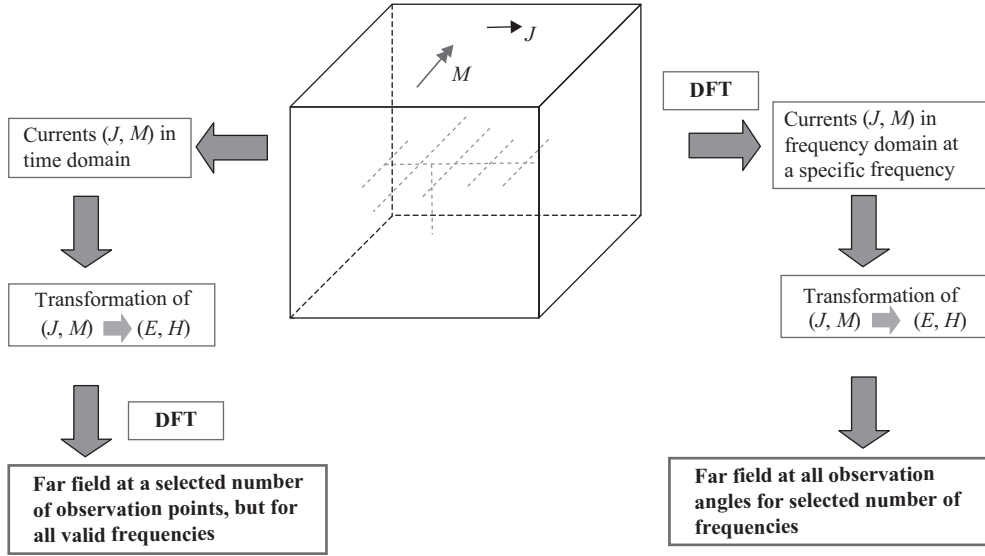 J
M
DFT
Currents (J, M) in
time domain
Currents (J, M) in
frequency domain at
a specific frequency
Transformation of
(J, M) (E, H)
Transformation of
(J, M) (E, H)
DFT
Far field at a selected number
of observation points, but for
all valid frequencies
Far field at all observation
angles for selected number of
frequencies